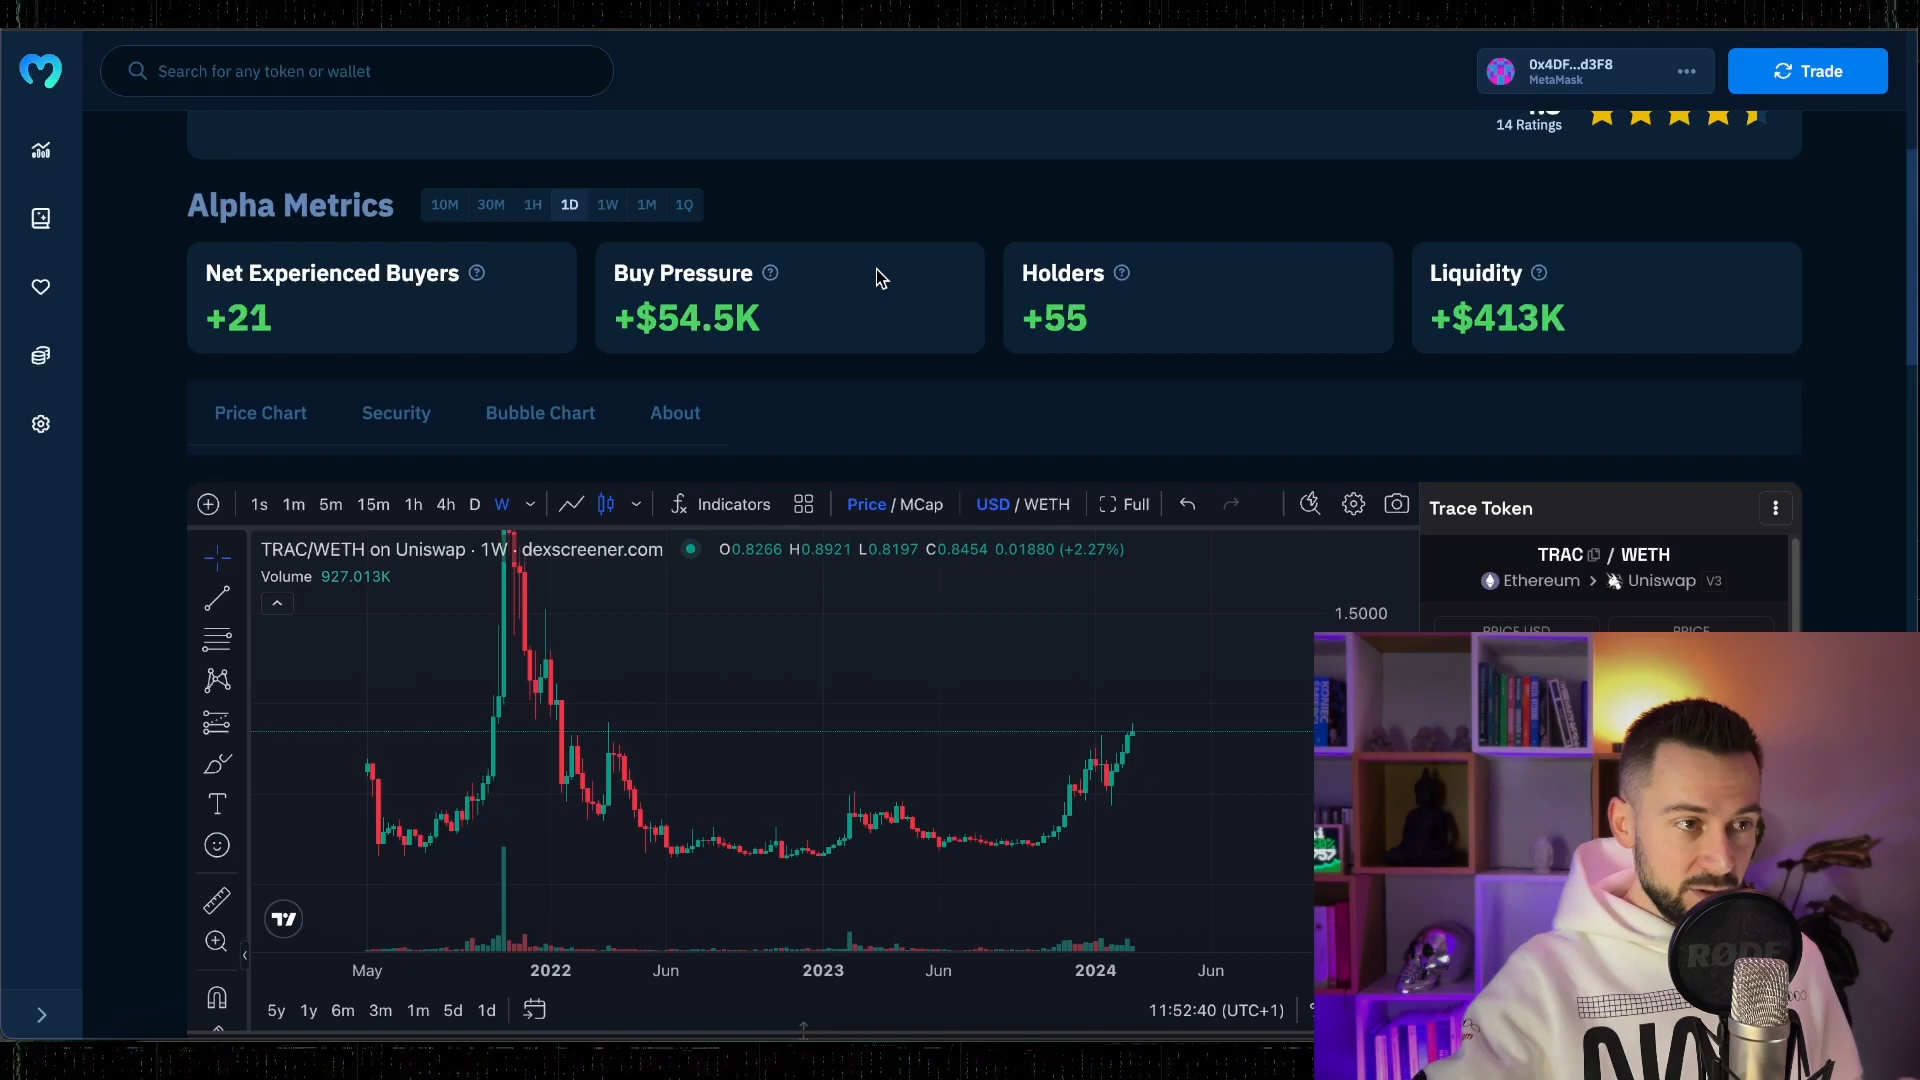 Search for any token or wallet
0x4DF...d3F8
MetaMask
Trade
14 Ratings
Alpha Metrics
10M 30M 1H 1D 1W 1M 1Q
Net Experienced Buyers
+21
Buy Pressure
+$54.5K
Holders
+55
Liquidity
+$413K
Price Chart Security Bubble Chart About
1s 1m 5m 15m 1h 4h D W Indicators Price / MCap USD / WETH Full
Trace Token
TRAC/WETH on Uniswap · 1W · dexscreener.com O0.8266 H0.8921 L0.8197 C0.8454 0.01880 (+2.27%)
Volume 927.013K
TRAC / WETH
Ethereum > Uniswap V3
PRICE USD PRICE
1.5000
May 2022 Jun 2023 Jun 2024 Jun
5y 1y 6m 3m 1m 5d 1d
11:52:40 (UTC+1)
RØDE